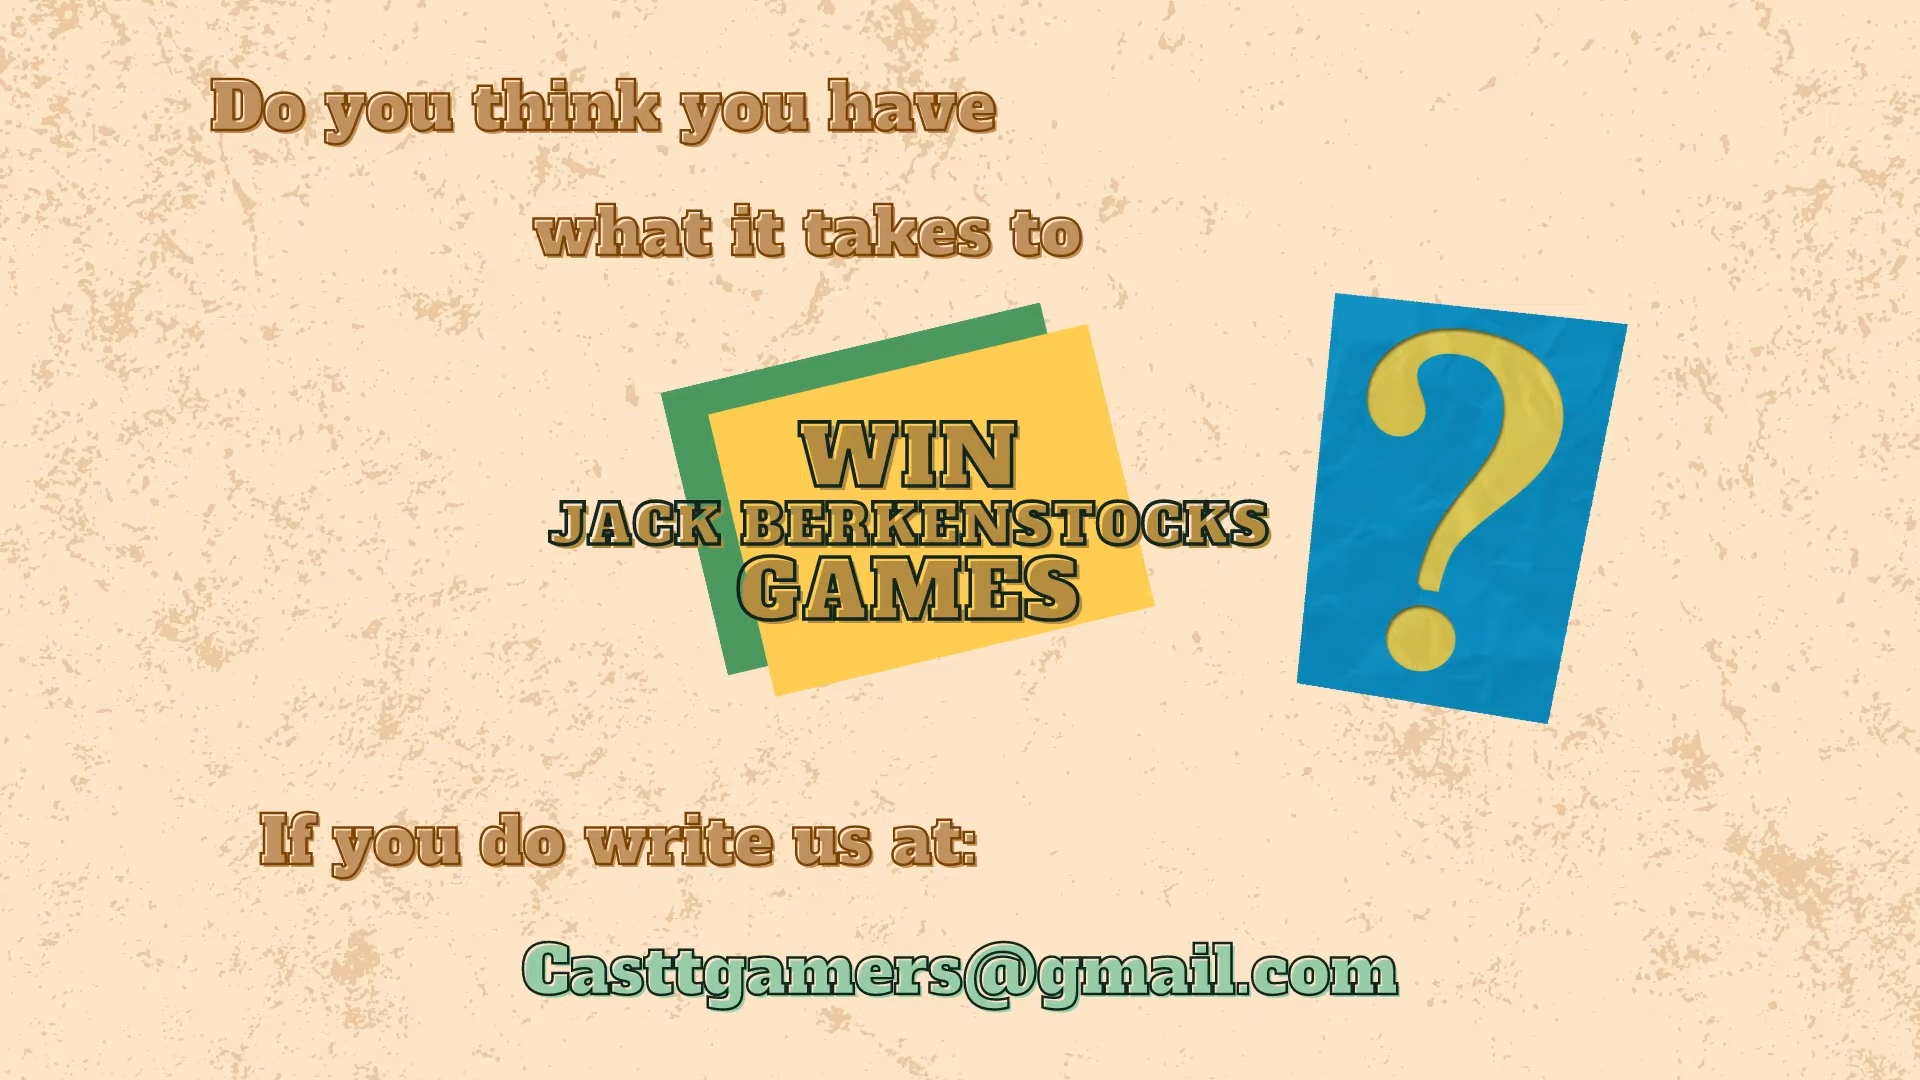 Do you think you have
what it takes to
WIN
JACK BERKENSTOCKS
GAMES
?
If you do write us at:
Casttgamers@gmail.com